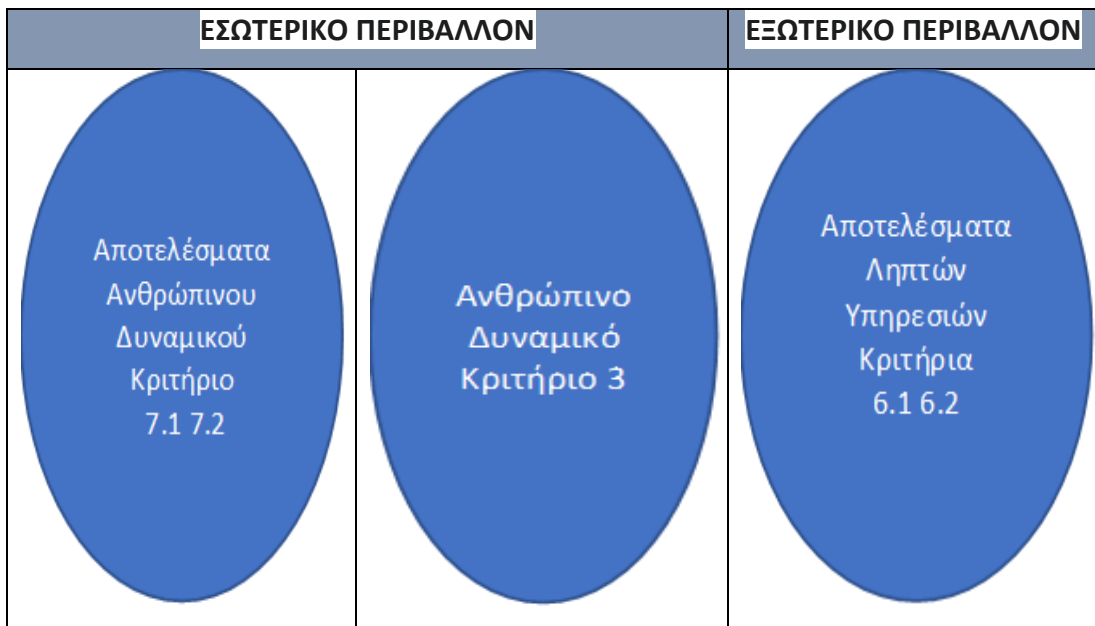 ΕΣΩΤΕΡΙΚΟ ΠΕΡΙΒΑΛΛΟΝ
ΕΞΩΤΕΡΙΚΟ ΠΕΡΙΒΑΛΛΟΝ
Αποτελέσματα
Ανθρώπινου
Δυναμικού
Κριτήριο
7.1 7.2
Ανθρώπινο
Δυναμικό
Κριτήριο 3
Αποτελέσματα
Ληπτών
Υπηρεσιών
Κριτήρια
6.1 6.2